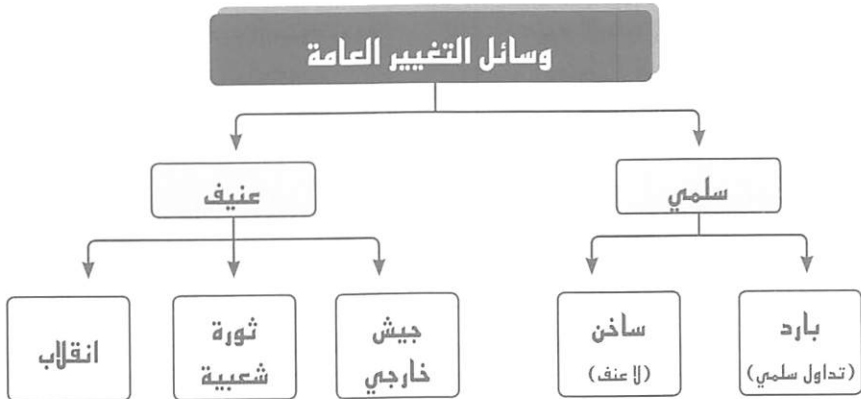 وسائل التغيير العامة
سلمي
عنيف
بارد
(تداول سلمي)
ساخن
(لا عنف)
جيش
خارجي
ثورة
شعبية
انقلاب